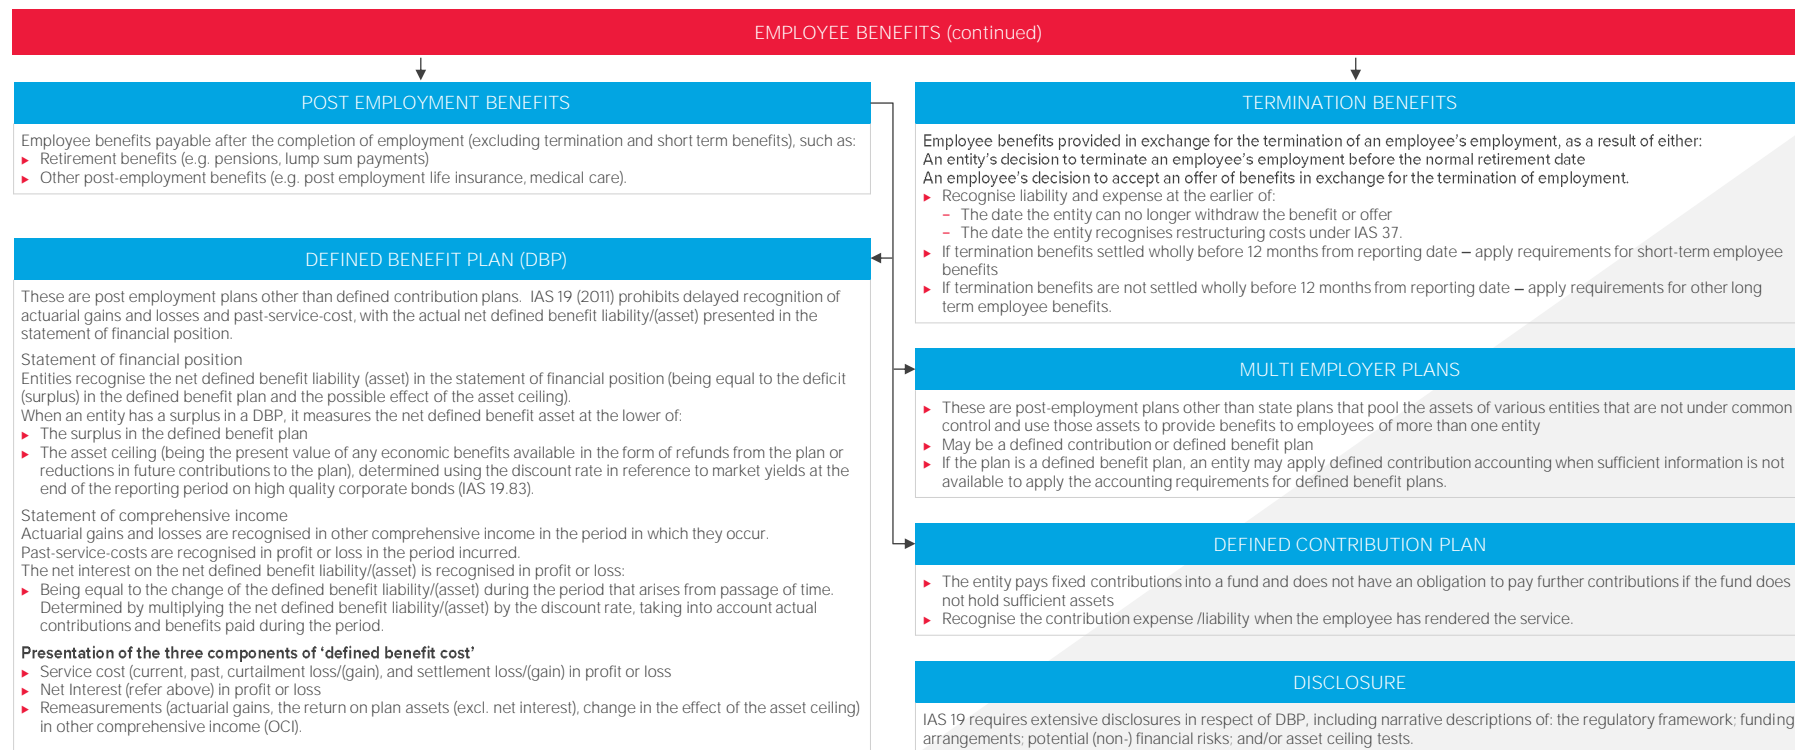 EMPLOYEE BENEFITS (continued)
POST EMPLOYMENT BENEFITS
Employee benefits payable after the completion of employment (excluding termination and short term benefits), such as:
► Retirement benefits (e.g. pensions, lump sum payments)
► Other post-employment benefits (e.g. post employment life insurance, medical care).
DEFINED BENEFIT PLAN (DBP)
These are post employment plans other than defined contribution plans. IAS 19 (2011) prohibits delayed recognition of
actuarial gains and losses and past-service-cost, with the actual net defined benefit liability/(asset) presented in the
statement of financial position.
Statement of financial position
Entities recognise the net defined benefit liability (asset) in the statement of financial position (being equal to the deficit
(surplus) in the defined benefit plan and the possible effect of the asset ceiling).
When an entity has a surplus in a DBP, it measures the net defined benefit asset at the lower of:
► The surplus in the defined benefit plan
► The asset ceiling (being the present value of any economic benefits available in the form of refunds from the plan or
reductions in future contributions to the plan), determined using the discount rate in reference to market yields at the
end of the reporting period on high quality corporate bonds (IAS 19.83).
Statement of comprehensive income
Actuarial gains and losses are recognised in other comprehensive income in the period in which they occur.
Past-service-costs are recognised in profit or loss in the period incurred.
The net interest on the net defined benefit liability/(asset) is recognised in profit or loss:
► Being equal to the change of the defined benefit liability/(asset) during the period that arises from passage of time.
Determined by multiplying the net defined benefit liability/(asset) by the discount rate, taking into account actual
contributions and benefits paid during the period.
Presentation of the three components of ‘defined benefit cost’
► Service cost (current, past, curtailment loss/(gain), and settlement loss/(gain) in profit or loss
► Net Interest (refer above) in profit or loss
► Remeasurements (actuarial gains, the return on plan assets (excl. net interest), change in the effect of the asset ceiling)
in other comprehensive income (OCI).
TERMINATION BENEFITS
Employee benefits provided in exchange for the termination of an employee’s employment, as a result of either:
An entity’s decision to terminate an employee’s employment before the normal retirement date
An employee’s decision to accept an offer of benefits in exchange for the termination of employment.
► Recognise liability and expense at the earlier of:
– The date the entity can no longer withdraw the benefit or offer
– The date the entity recognises restructuring costs under IAS 37.
► If termination benefits settled wholly before 12 months from reporting date – apply requirements for short-term employee
benefits
► If termination benefits are not settled wholly before 12 months from reporting date – apply requirements for other long
term employee benefits.
MULTI EMPLOYER PLANS
► These are post-employment plans other than state plans that pool the assets of various entities that are not under common
control and use those assets to provide benefits to employees of more than one entity
► May be a defined contribution or defined benefit plan
► If the plan is a defined benefit plan, an entity may apply defined contribution accounting when sufficient information is not
available to apply the accounting requirements for defined benefit plans.
DEFINED CONTRIBUTION PLAN
► The entity pays fixed contributions into a fund and does not have an obligation to pay further contributions if the fund does
not hold sufficient assets
► Recognise the contribution expense /liability when the employee has rendered the service.
DISCLOSURE
IAS 19 requires extensive disclosures in respect of DBP, including narrative descriptions of: the regulatory framework; funding
arrangements; potential (non-) financial risks; and/or asset ceiling tests.